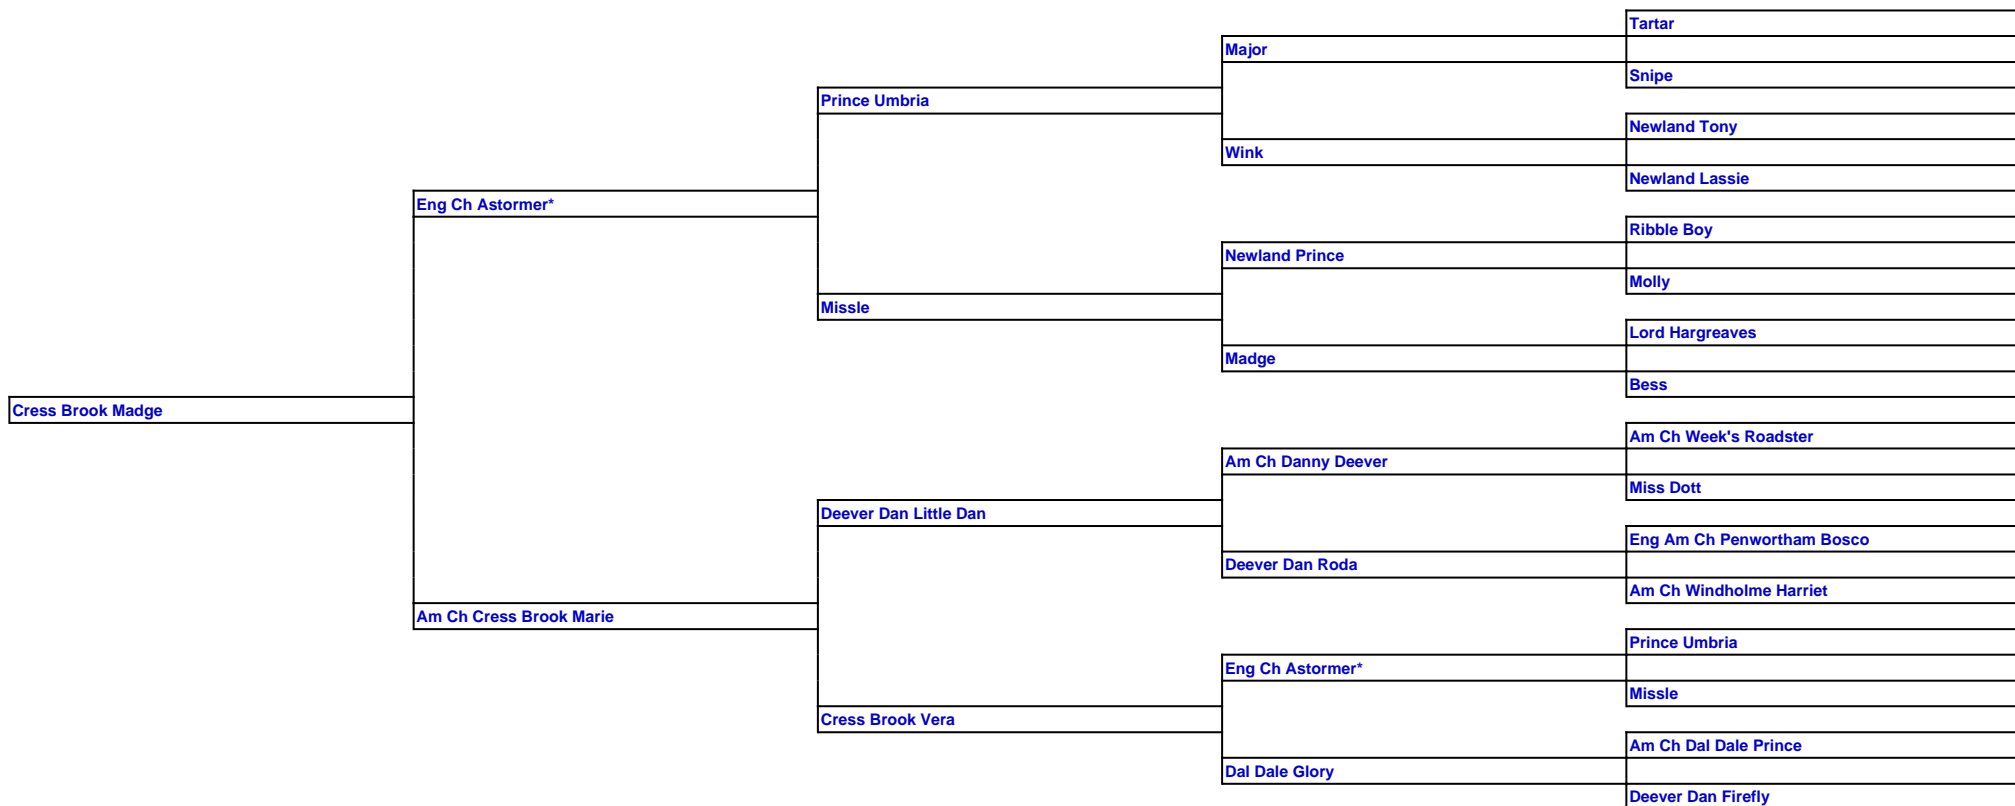 Tartar
Major
Snipe
Prince Umbria
Newland Tony
Wink
Newland Lassie
Eng Ch Astormer*
Ribble Boy
Newland Prince
Molly
Missle
Lord Hargreaves
Madge
Bess
Cress Brook Madge
Am Ch Week's Roadster
Am Ch Danny Deever
Miss Dott
Deever Dan Little Dan
Eng Am Ch Penwortham Bosco
Deever Dan Roda
Am Ch Windholme Harriet
Am Ch Cress Brook Marie
Prince Umbria
Eng Ch Astormer*
Missle
Cress Brook Vera
Am Ch Dal Dale Prince
Dal Dale Glory
Deever Dan Firefly